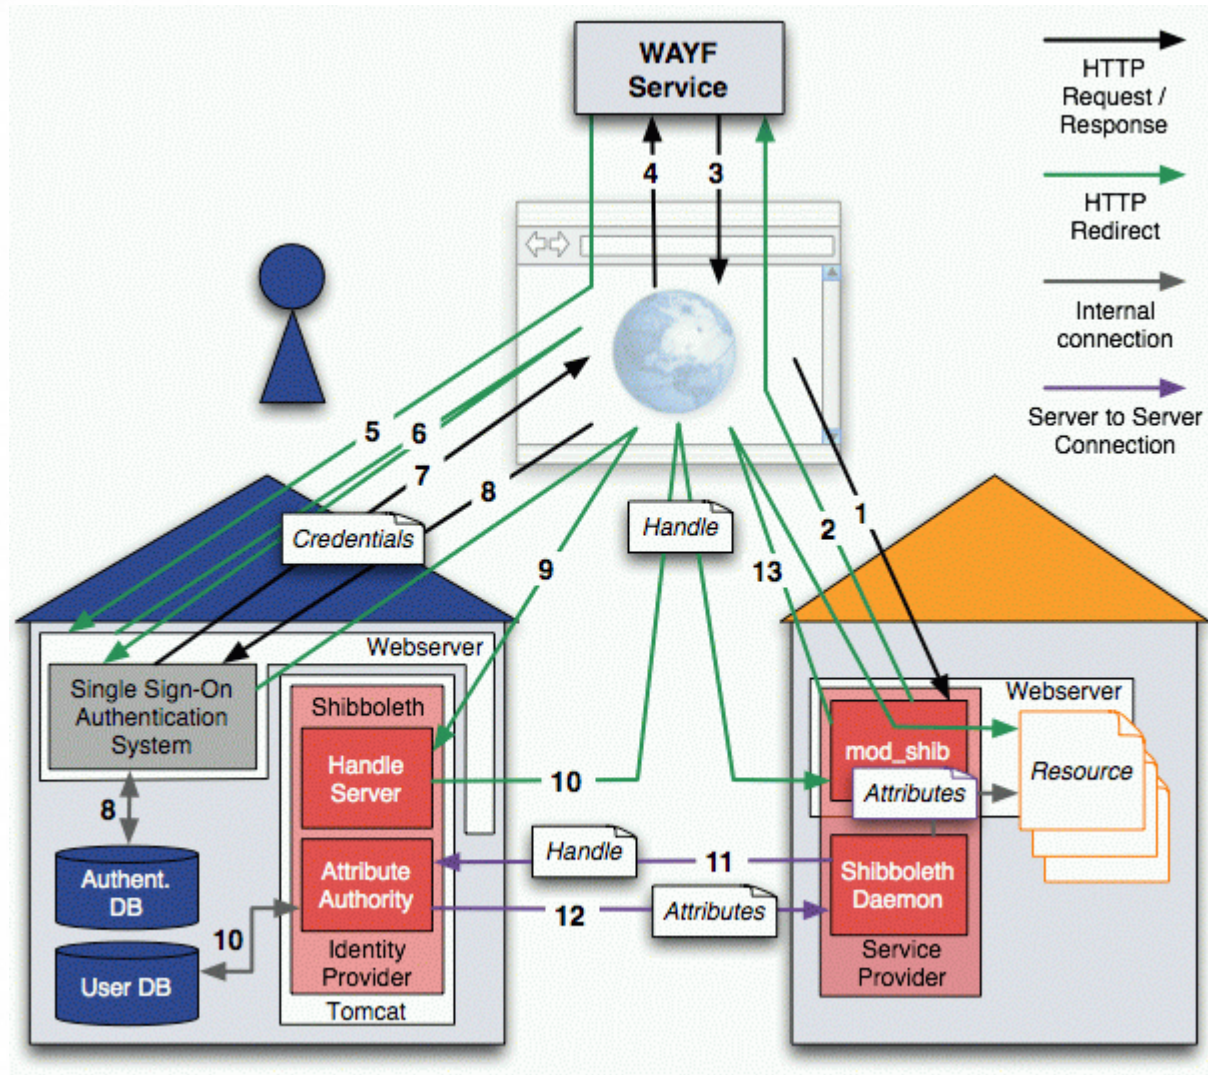 WAYF
Service
HTTP
Request /
Response
HTTP
Redirect
Internal
connection
Server to Server
Connection
4
3
5
6
7
8
Credentials
9
Handle
13
2
1
Webserver
Single Sign-On
Authentication
System
Shibboleth
Handle
Server
10
8
Authent.
DB
Attribute
Authority
10
User DB
Identity
Provider
Tomcat
Handle
11
12
Attributes
Webserver
mod_shib
Attributes
Resource
Shibboleth
Daemon
Service
Provider